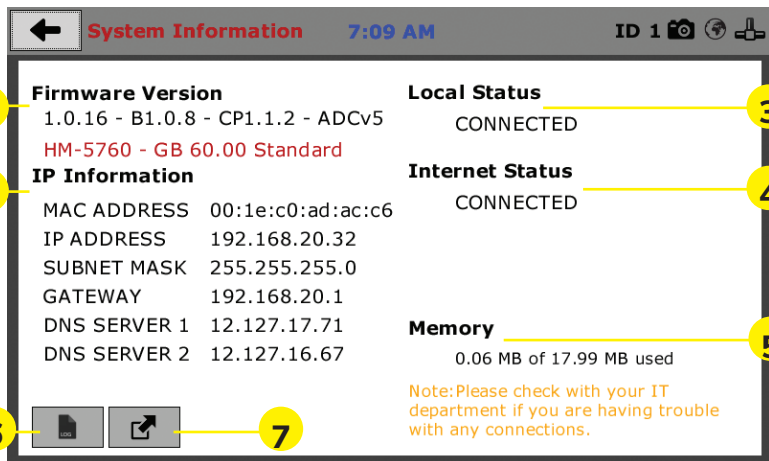 System Information 7:09 AM ID 1
Firmware Version
1.0.16 - B1.0.8 - CP1.1.2 - ADCv5
HM-5760 - GB 60.00 Standard
IP Information
MAC ADDRESS 00:1e:c0:ad:ac:c6
IP ADDRESS 192.168.20.32
SUBNET MASK 255.255.255.0
GATEWAY 192.168.20.1
DNS SERVER 1 12.127.17.71
DNS SERVER 2 12.127.16.67
Local Status
CONNECTED
3
Internet Status
CONNECTED
4
Memory
0.06 MB of 17.99 MB used
5
Note:Please check with your IT
department if you are having trouble
with any connections.
LOG
7